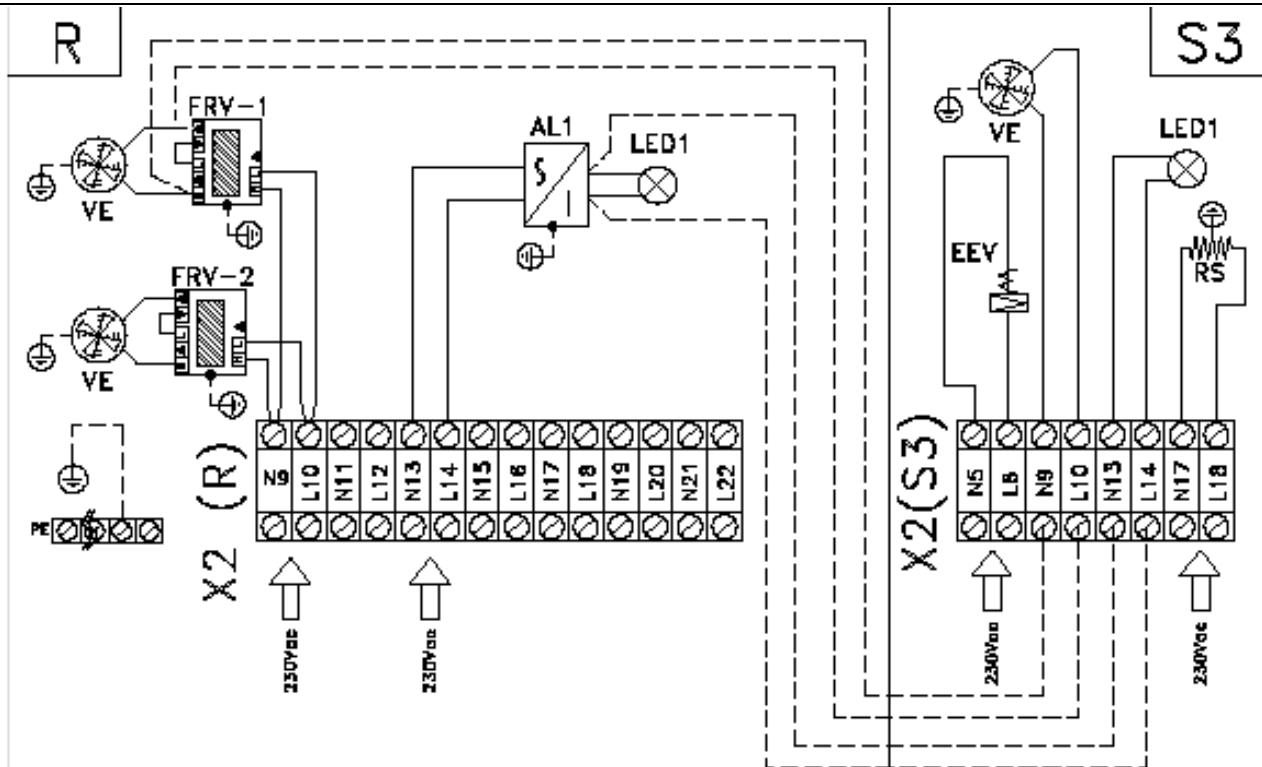 R
S3
FRV-1
VE
AL1
LED1
S
I
VE
LED1
FRV-2
L
N
VE
EEV
RS
PE
X2 (R)
N9
L10
N11
L12
N13
L14
N15
L16
N17
L18
N19
L20
N21
L22
X2(S3)
N5
L6
N9
L10
N13
L14
N17
L18
230Vac
230Vac
230Vac
230Vac